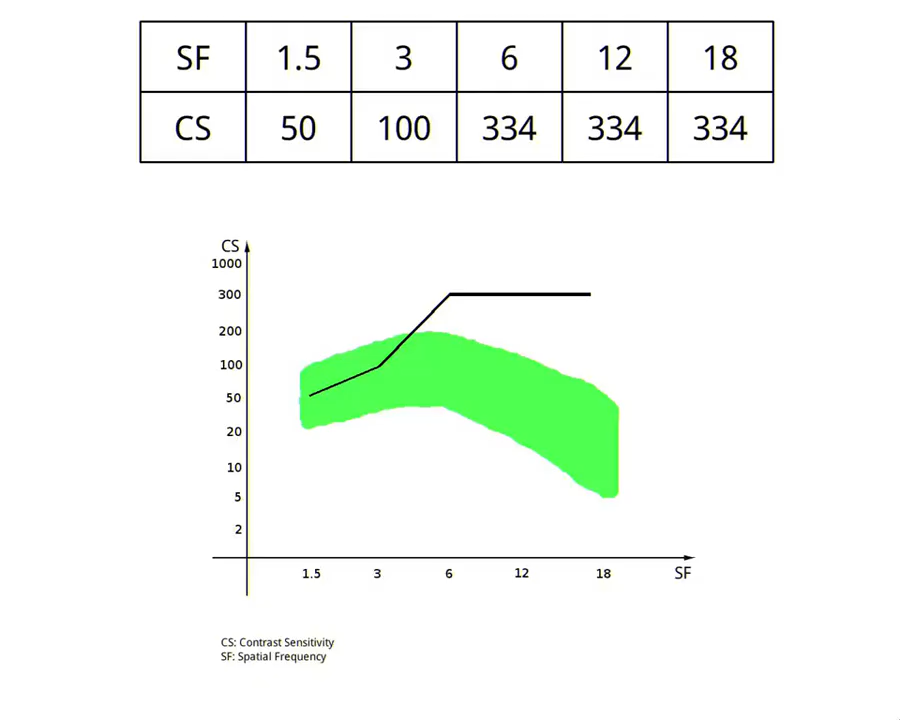 SF 1.5 3 6 12 18
CS 50 100 334 334 334
CS
1000
300
200
100
50
20
10
5
2
1.5 3 6 12 18 SF
CS: Contrast Sensitivity
SF: Spatial Frequency